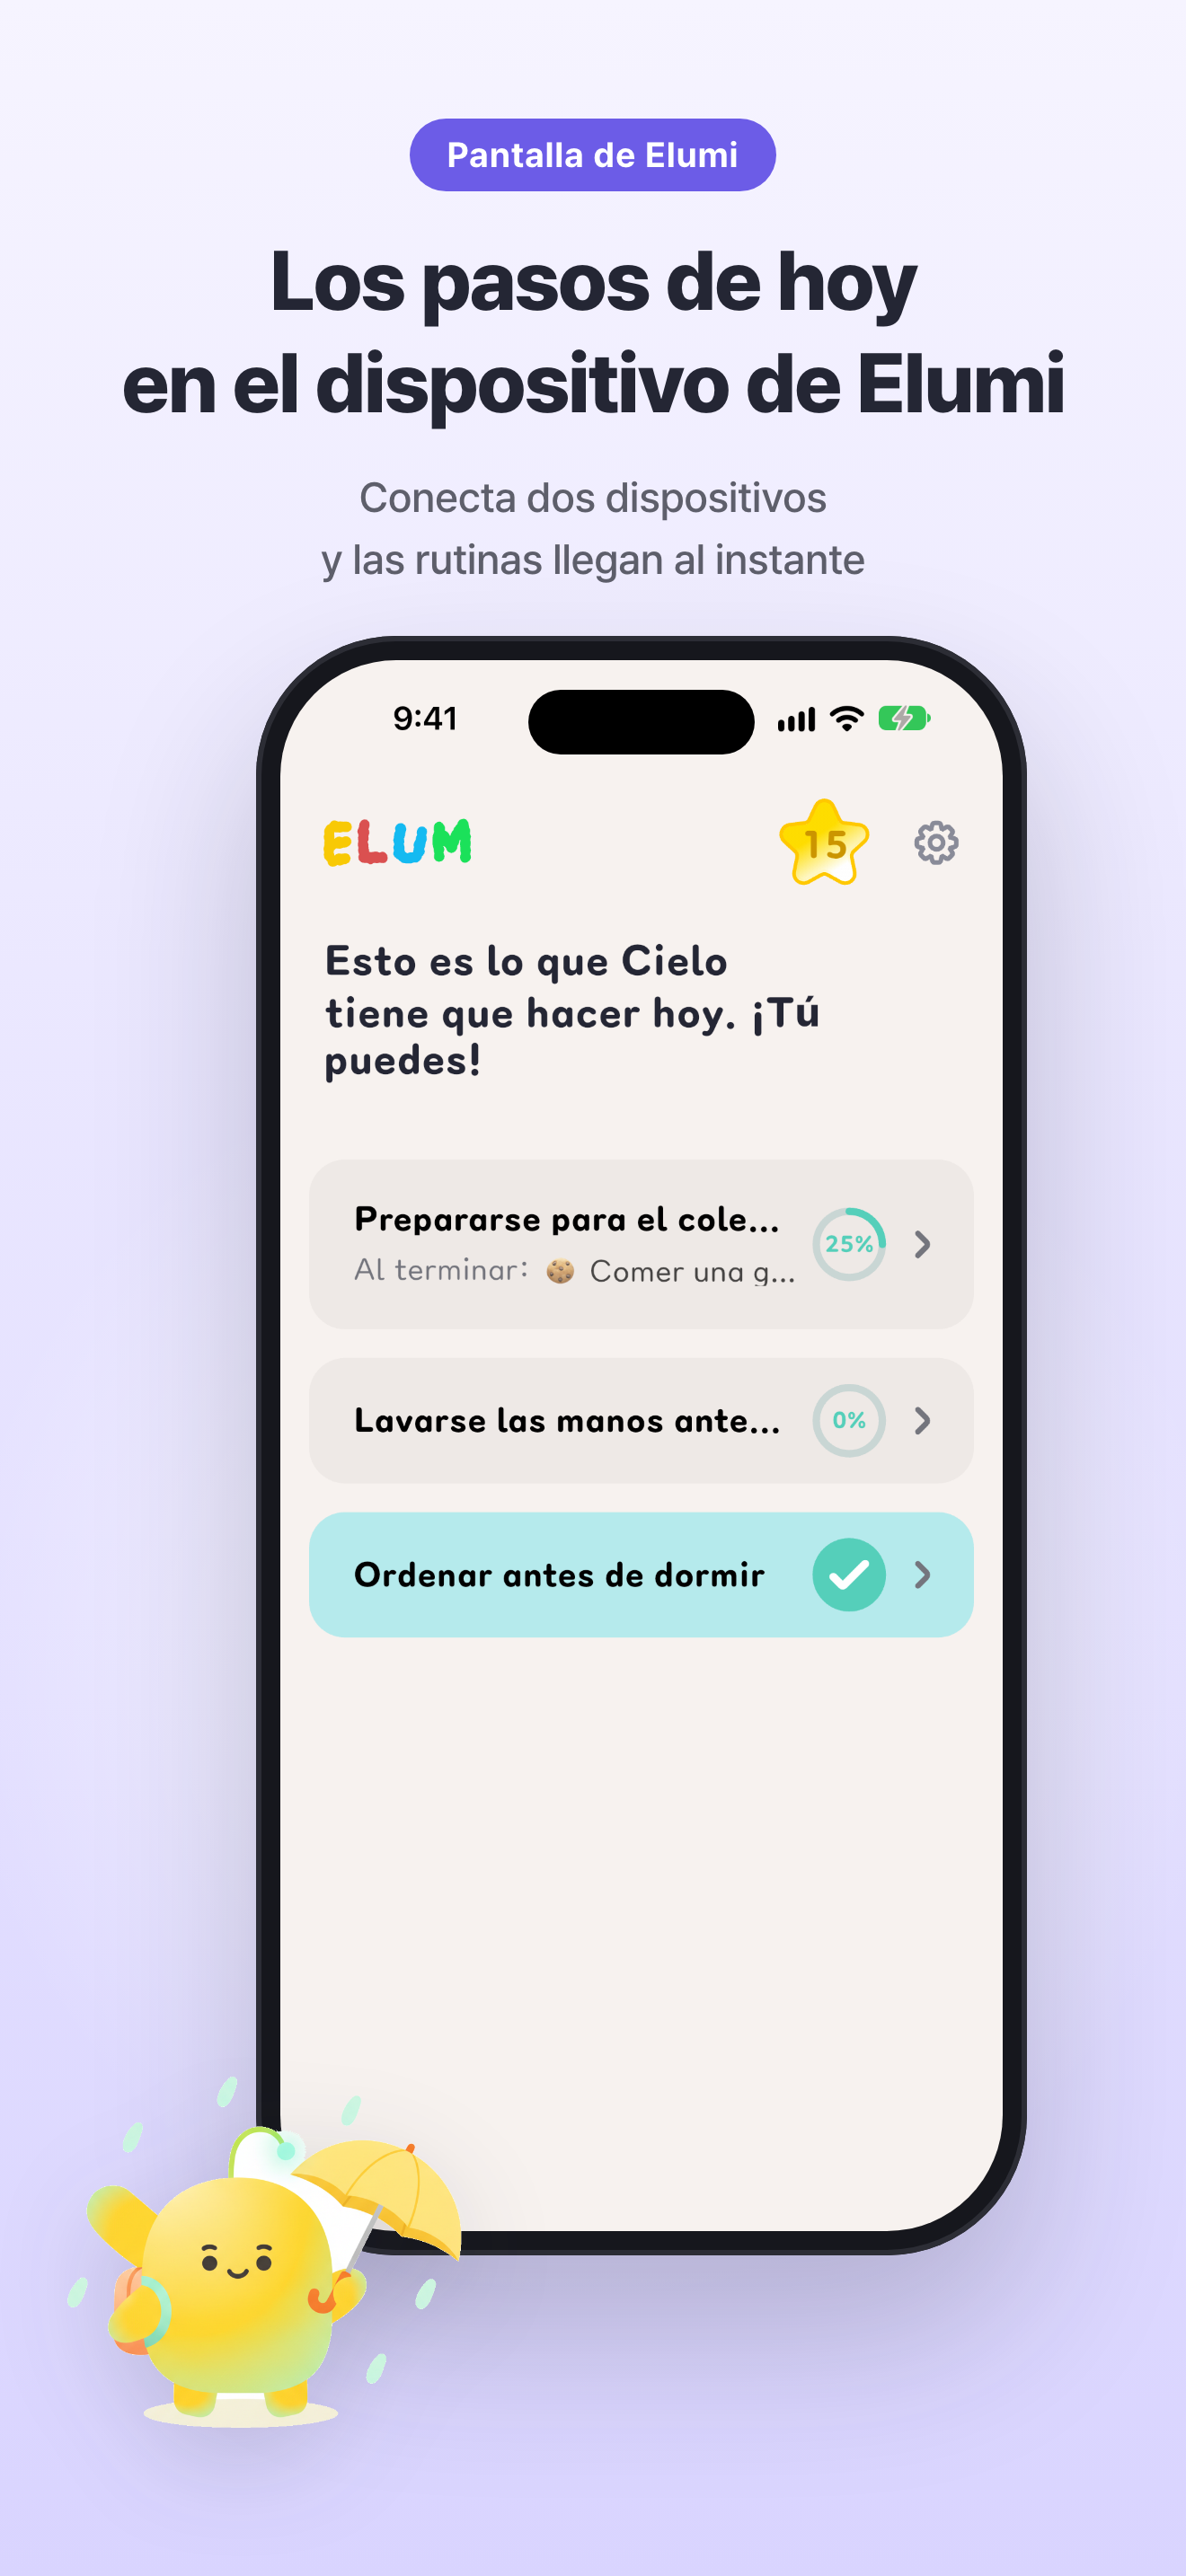 Pantalla de Elumi
Los pasos de hoy
en el dispositivo de Elumi
Conecta dos dispositivos
y las rutinas llegan al instante
9:41
ELUM
15
Esto es lo que Cielo
tiene que hacer hoy. ¡Tú
puedes!
Prepararse para el cole...
25%
Al terminar: 🍪 Comer una g...
Lavarse las manos ante...
0%
Ordenar antes de dormir